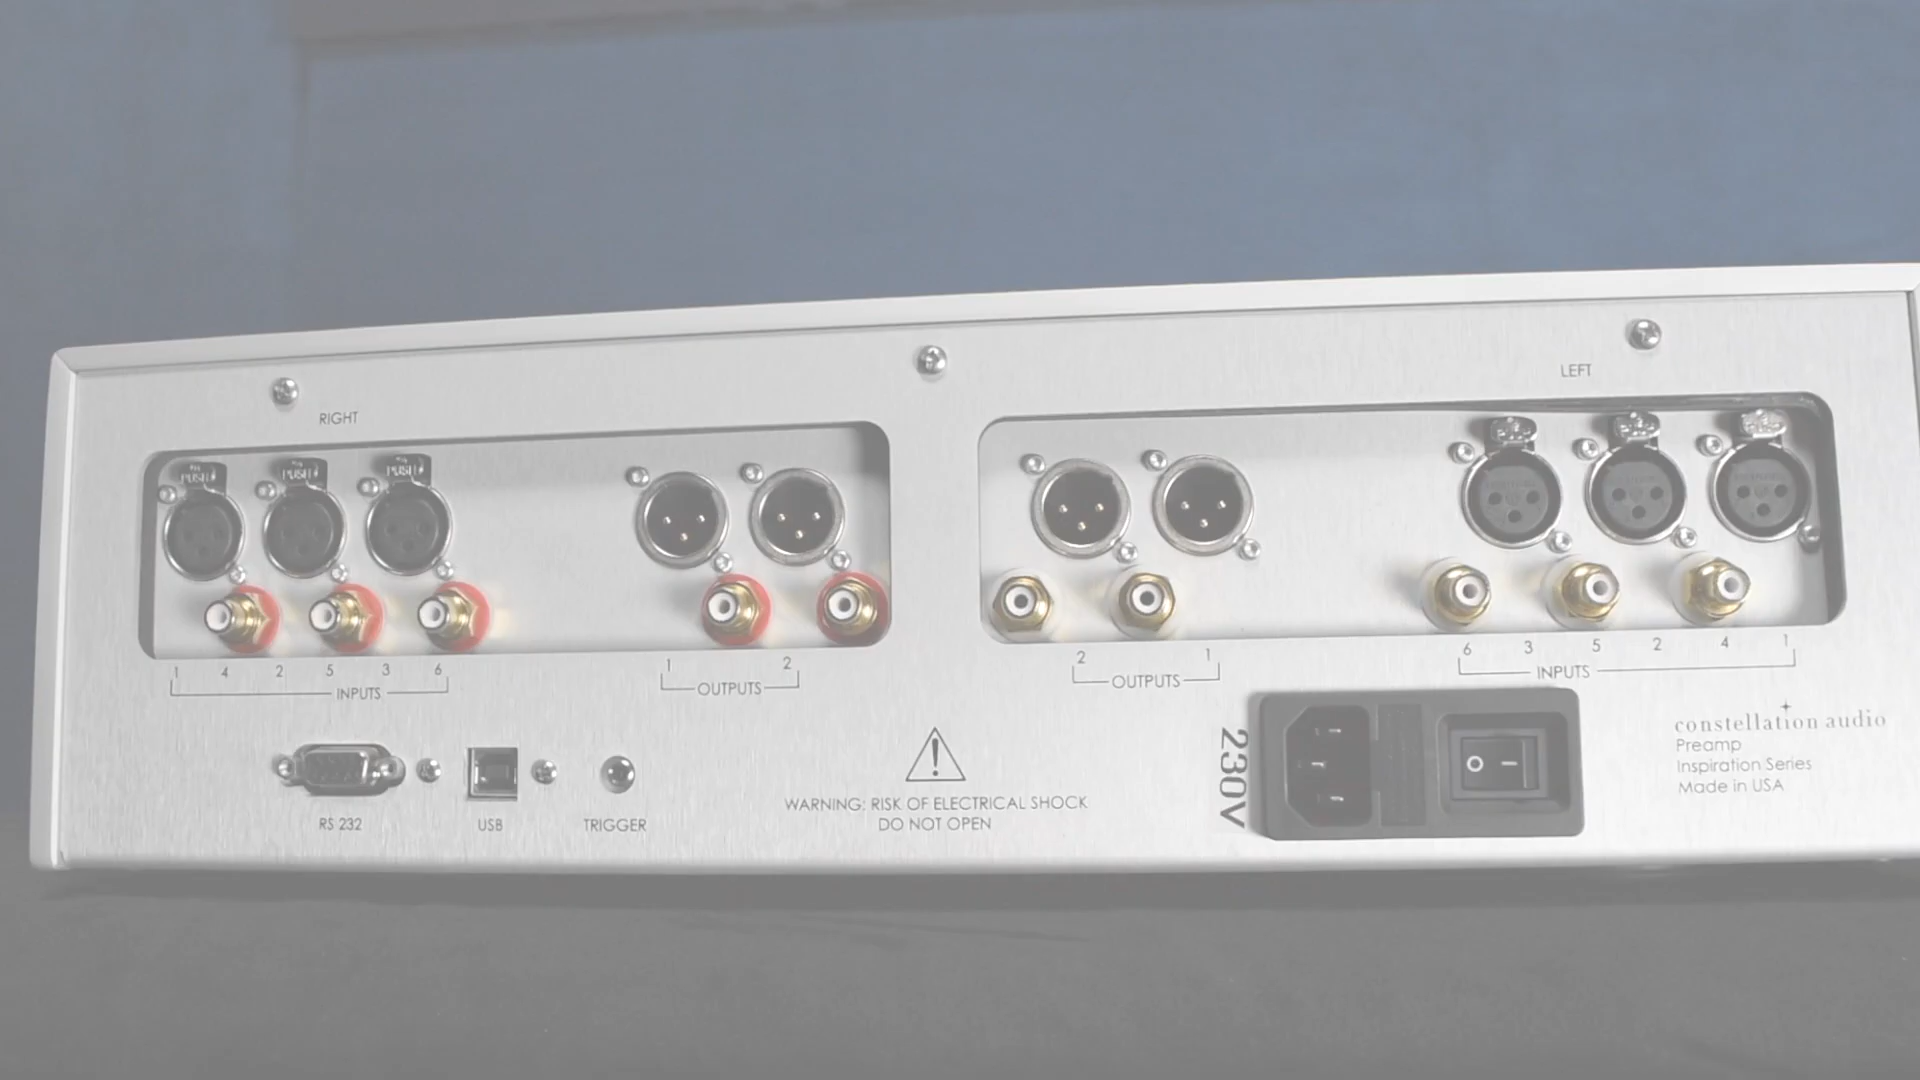 LEFT
RIGHT
PUSH PUSH PUSH
1 4 2 5 3 6
INPUTS
1 2
OUTPUTS
2 1
OUTPUTS
6 3 5 2 4 1
INPUTS
RS 232
USB
TRIGGER
WARNING: RISK OF ELECTRICAL SHOCK
DO NOT OPEN
230V
O I
constellation audio
Preamp
Inspiration Series
Made in USA